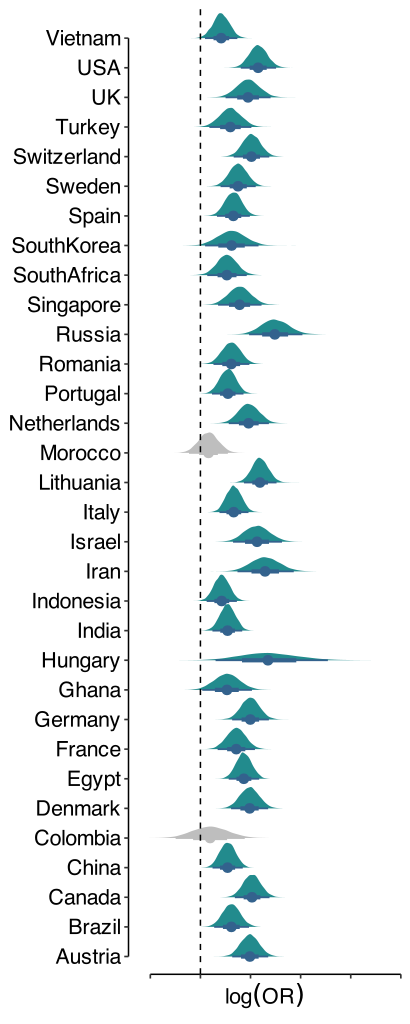 Vietnam
USA
UK
Turkey
Switzerland
Sweden
Spain
SouthKorea
SouthAfrica
Singapore
Russia
Romania
Portugal
Netherlands
Morocco
Lithuania
Italy
Israel
Iran
Indonesia
India
Hungary
Ghana
Germany
France
Egypt
Denmark
Colombia
China
Canada
Brazil
Austria
log(OR)